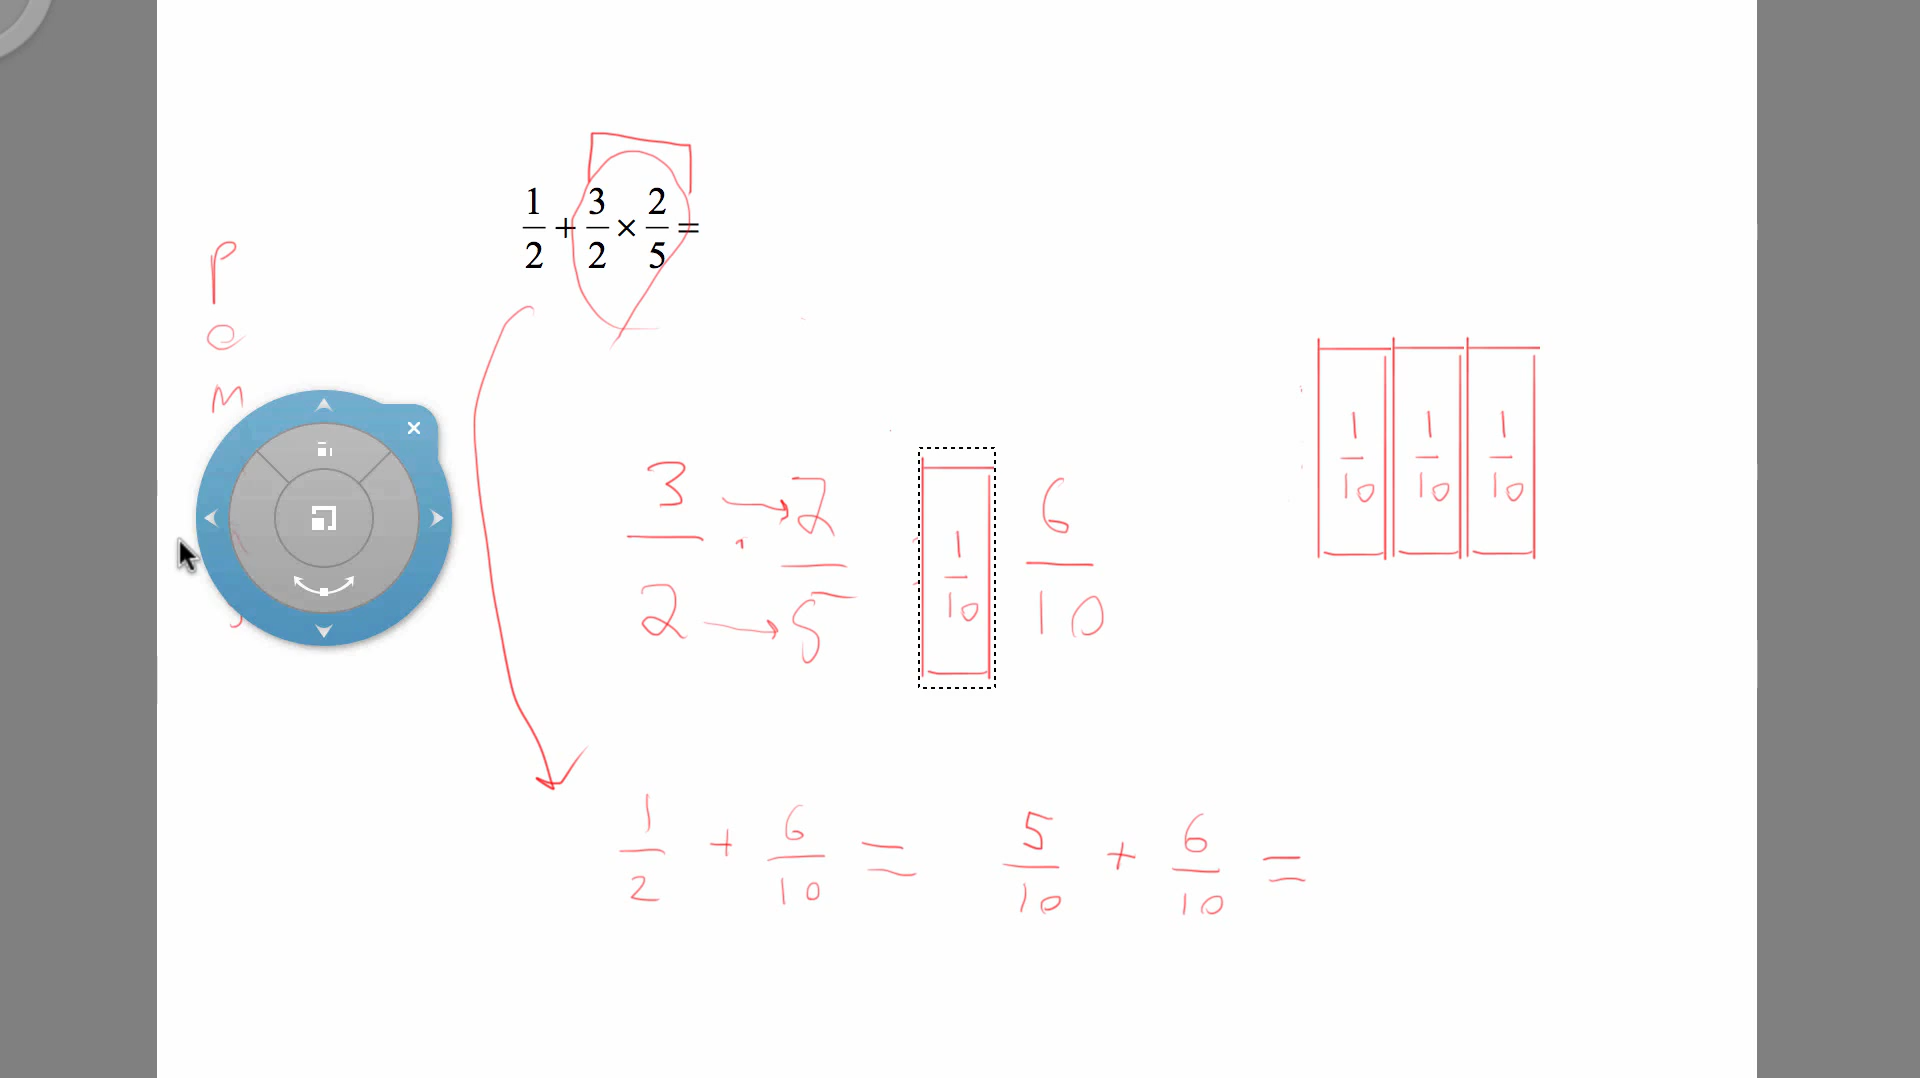 1/2 + 3/2 × 2/5 =
P
O
M
3/2 · 2/5
1/10
6/10
1/10 1/10 1/10
1/2 + 6/10 = 5/10 + 6/10 =